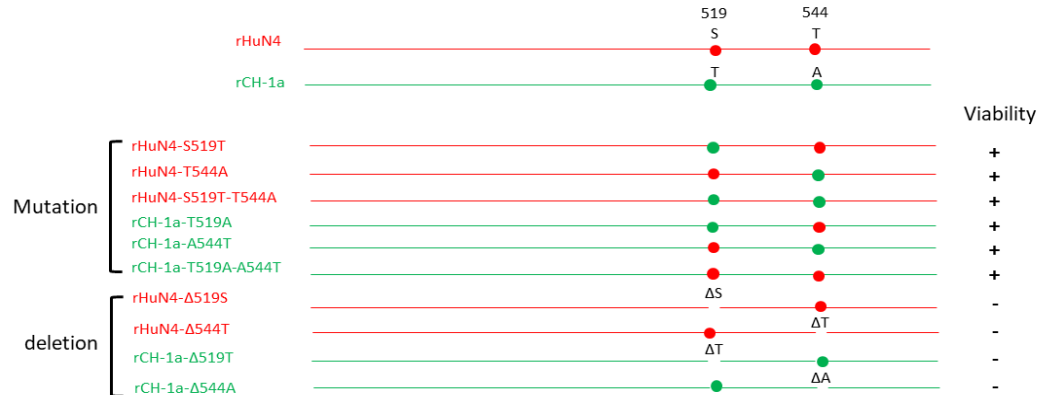 519 544
S T
rHuN4
T A
rCH-1a
Viability
rHuN4-S519T +
rHuN4-T544A +
rHuN4-S519T-T544A +
Mutation
rCH-1a-T519A +
rCH-1a-A544T +
rCH-1a-T519A-A544T +
rHuN4-Δ519S ΔS -
rHuN4-Δ544T ΔT -
deletion
rCH-1a-Δ519T ΔT -
rCH-1a-Δ544A ΔA -